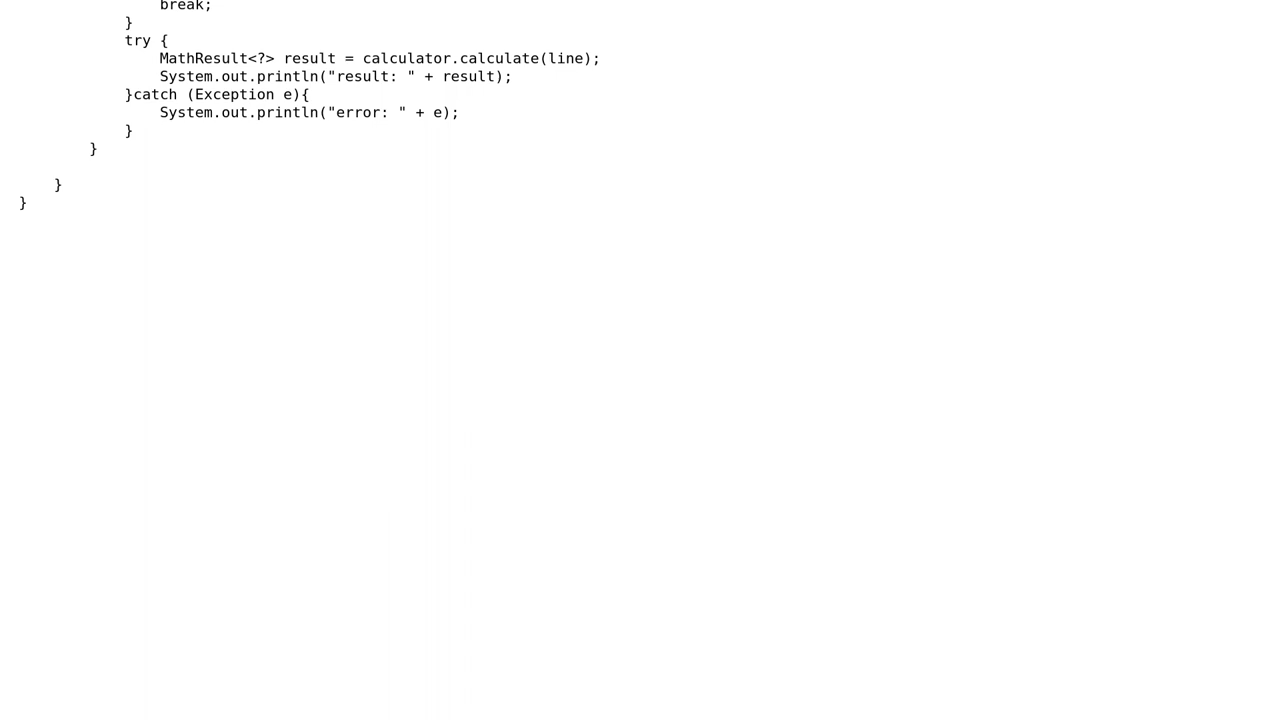 break;
            }
            try {
                MathResult<?> result = calculator.calculate(line);
                System.out.println("result: " + result);
            }catch (Exception e){
                System.out.println("error: " + e);
            }
        }

    }
}